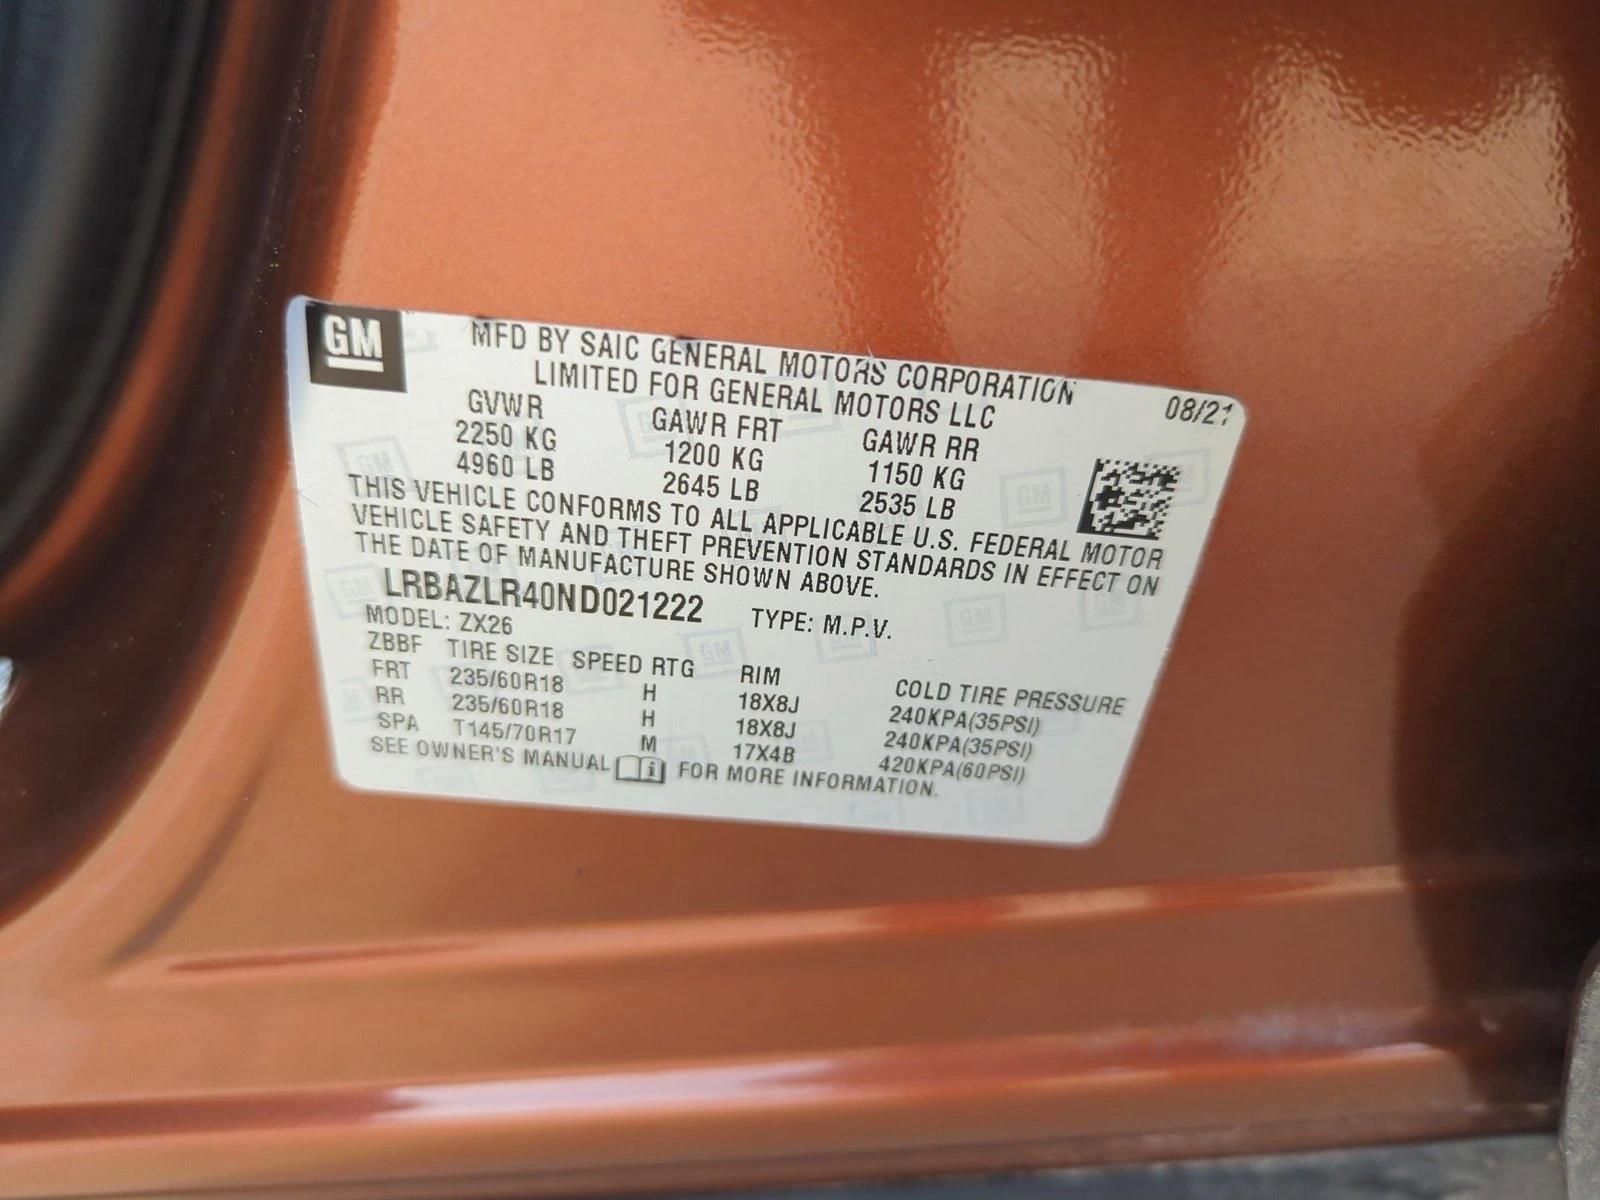 GM
MFD BY SAIC GENERAL MOTORS CORPORATION
LIMITED FOR GENERAL MOTORS LLC
08/21
GVWR GAWR FRT GAWR RR
2250 KG 1200 KG 1150 KG
4960 LB 2645 LB 2535 LB
THIS VEHICLE CONFORMS TO ALL APPLICABLE U.S. FEDERAL MOTOR
VEHICLE SAFETY AND THEFT PREVENTION STANDARDS IN EFFECT ON
THE DATE OF MANUFACTURE SHOWN ABOVE.
LRBAZLR40ND021222 TYPE: M.P.V.
MODEL: ZX26
ZBBF TIRE SIZE SPEED RTG RIM COLD TIRE PRESSURE
FRT 235/60R18 H 18X8J 240KPA(35PSI)
RR 235/60R18 H 18X8J 240KPA(35PSI)
SPA T145/70R17 M 17X4B 420KPA(60PSI)
SEE OWNER'S MANUAL i FOR MORE INFORMATION.